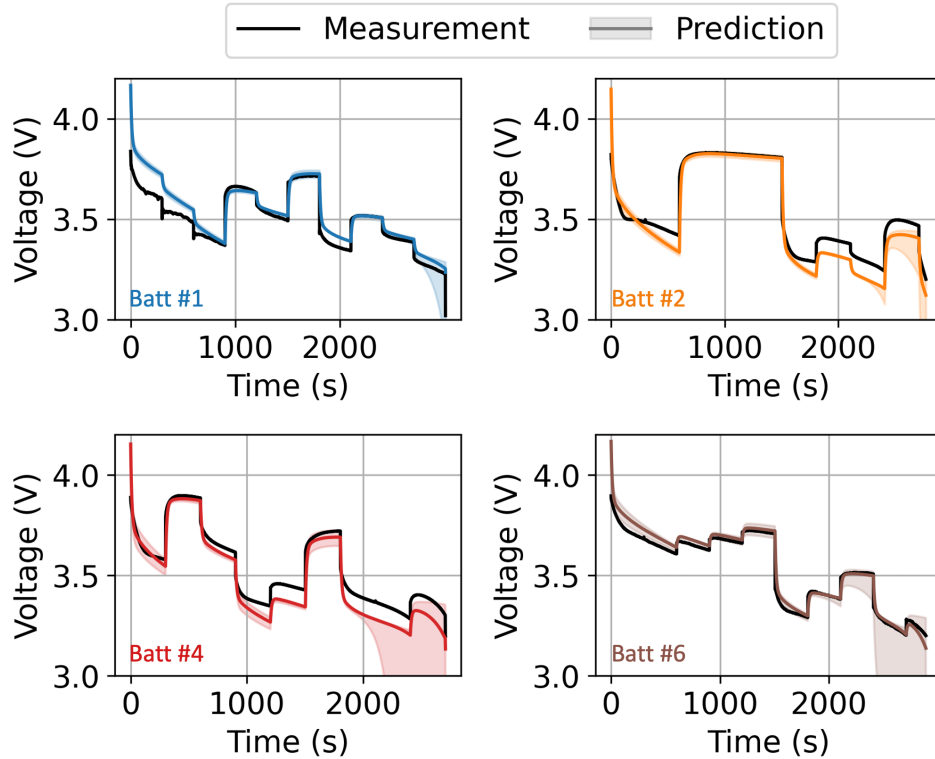 Measurement Prediction
Voltage (V)
4.0
3.5
3.0
Batt #1
0 1000 2000
Time (s)
Voltage (V)
4.0
3.5
3.0
Batt #2
0 1000 2000
Time (s)
Voltage (V)
4.0
3.5
3.0
Batt #4
0 1000 2000
Time (s)
Voltage (V)
4.0
3.5
3.0
Batt #6
0 1000 2000
Time (s)